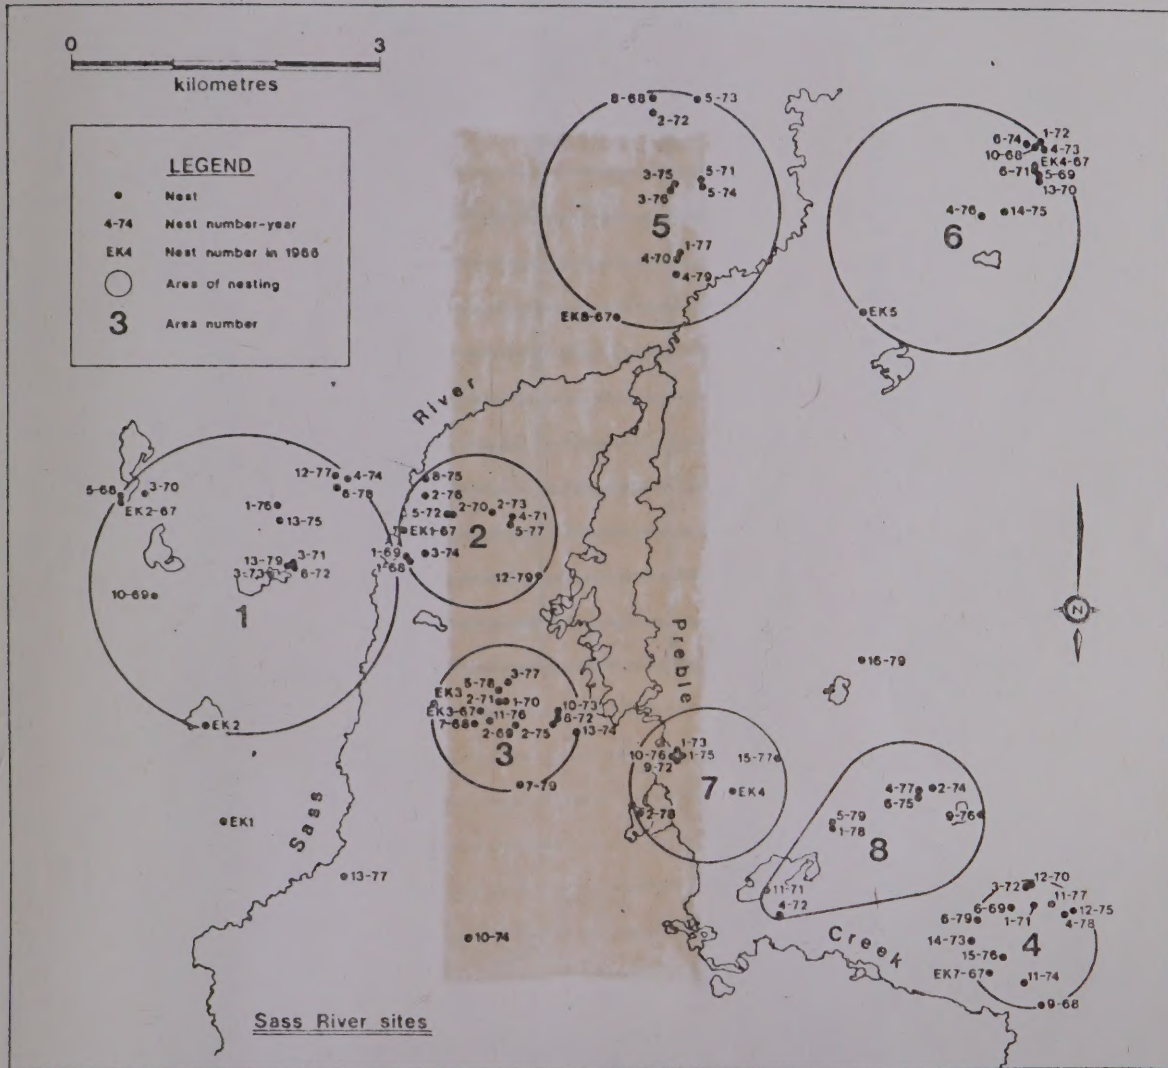 0 3
kilometres
LEGEND
Nest
4-74 Nest number-year
EK4 Nest number in 1966
Area of nesting
3 Area number
8-68 5-73
2-72
5-71
3-75
5-74
3-76
5
1-77
4-70
4-79
EK8-67
6-74 1-72
10-68 4-73
EK4-67
6-71 5-69
13-70
4-76 14-75
6
EK5
River
12-77 4-74
6-78
5-68 3-70
EK2-67
1-76
13-75
13-79 3-71
3-73 6-72
10-69
1
EK2
8-75
2-76
5-72 2-70 2-73
4-71
EK1-67 5-77
2
1-69 3-74
1-68
12-79
N
Preble
16-79
5-78 3-77
EK3 2-71 1-70
EK3-67 10-73
11-76 8-72
7-68 13-74
2-69 2-75
3
7-79
1-73
10-76 1-75 15-77
9-72
7 EK4
2-78
4-77 2-74
6-75 9-76
5-79
1-78
8
11-71
4-72
EK1
Sass
13-77
10-74
Creek
12-70
3-72 11-77
6-69 12-75
6-79 1-71 4-78
14-73 4
15-76
EK7-67 11-74
9-68
Sass River sites